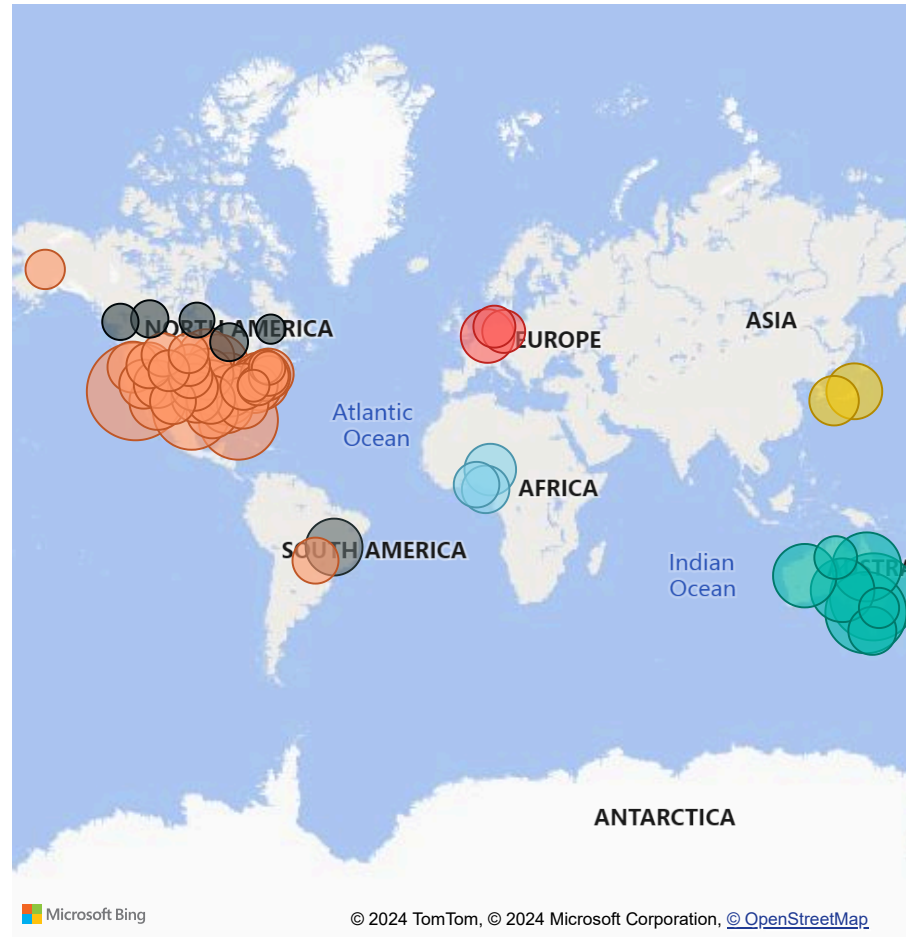 NORTH AMERICA
ASIA
EUROPE
Atlantic
Ocean
AFRICA
SOUTH AMERICA
Indian
Ocean
ANTARCTICA
Microsoft Bing
© 2024 TomTom, © 2024 Microsoft Corporation, © OpenStreetMap